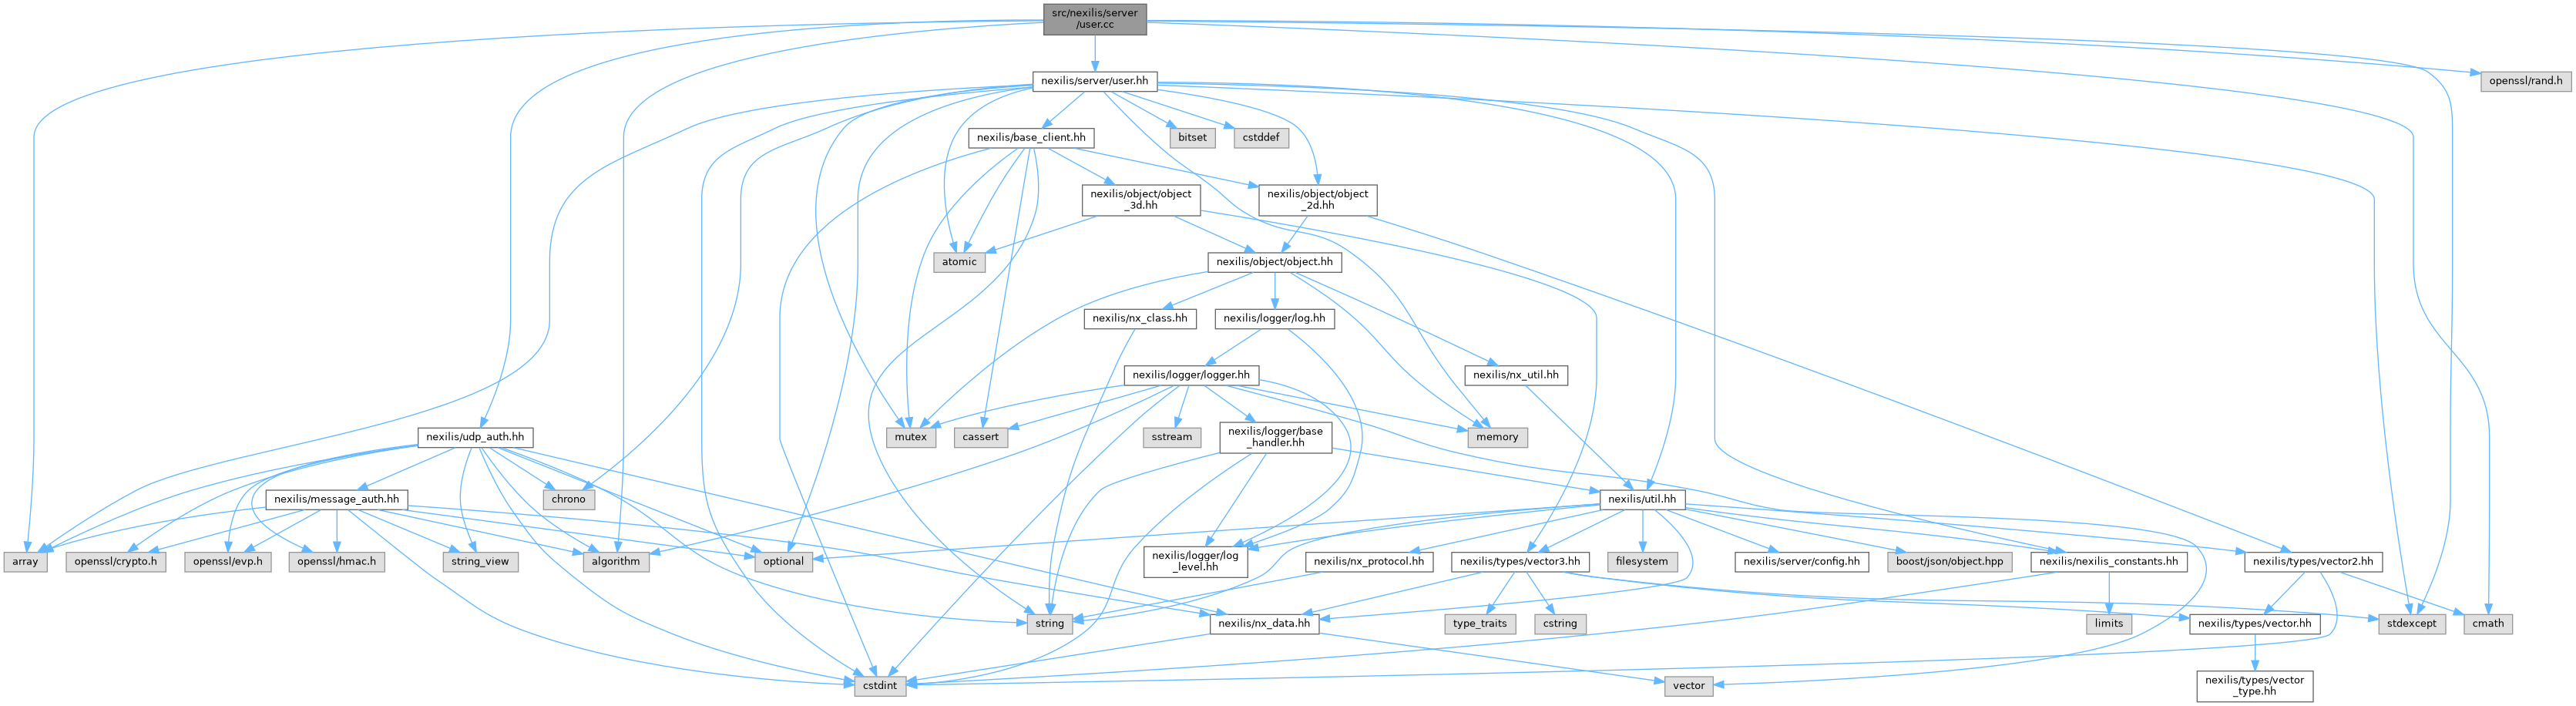 src/nexilis/server
/user.cc
nexilis/server/user.hh
openssl/rand.h
nexilis/base_client.hh
bitset
cstddef
nexilis/object/object
_3d.hh
nexilis/object/object
_2d.hh
atomic
nexilis/object/object.hh
nexilis/nx_class.hh
nexilis/logger/log.hh
nexilis/logger/logger.hh
nexilis/nx_util.hh
nexilis/udp_auth.hh
mutex
cassert
sstream
nexilis/logger/base
_handler.hh
memory
nexilis/message_auth.hh
chrono
nexilis/util.hh
array
openssl/crypto.h
openssl/evp.h
openssl/hmac.h
string_view
algorithm
optional
nexilis/logger/log
_level.hh
nexilis/nx_protocol.hh
nexilis/types/vector3.hh
filesystem
nexilis/server/config.hh
boost/json/object.hpp
nexilis/nexilis_constants.hh
nexilis/types/vector2.hh
string
nexilis/nx_data.hh
type_traits
cstring
limits
nexilis/types/vector.hh
stdexcept
cmath
cstdint
vector
nexilis/types/vector
_type.hh